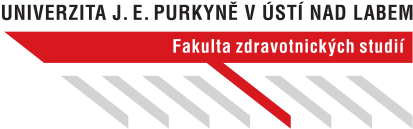 UNIVERZITA J. E. PURKYNĚ V ÚSTÍ NAD LABEM
Fakulta zdravotnických studií